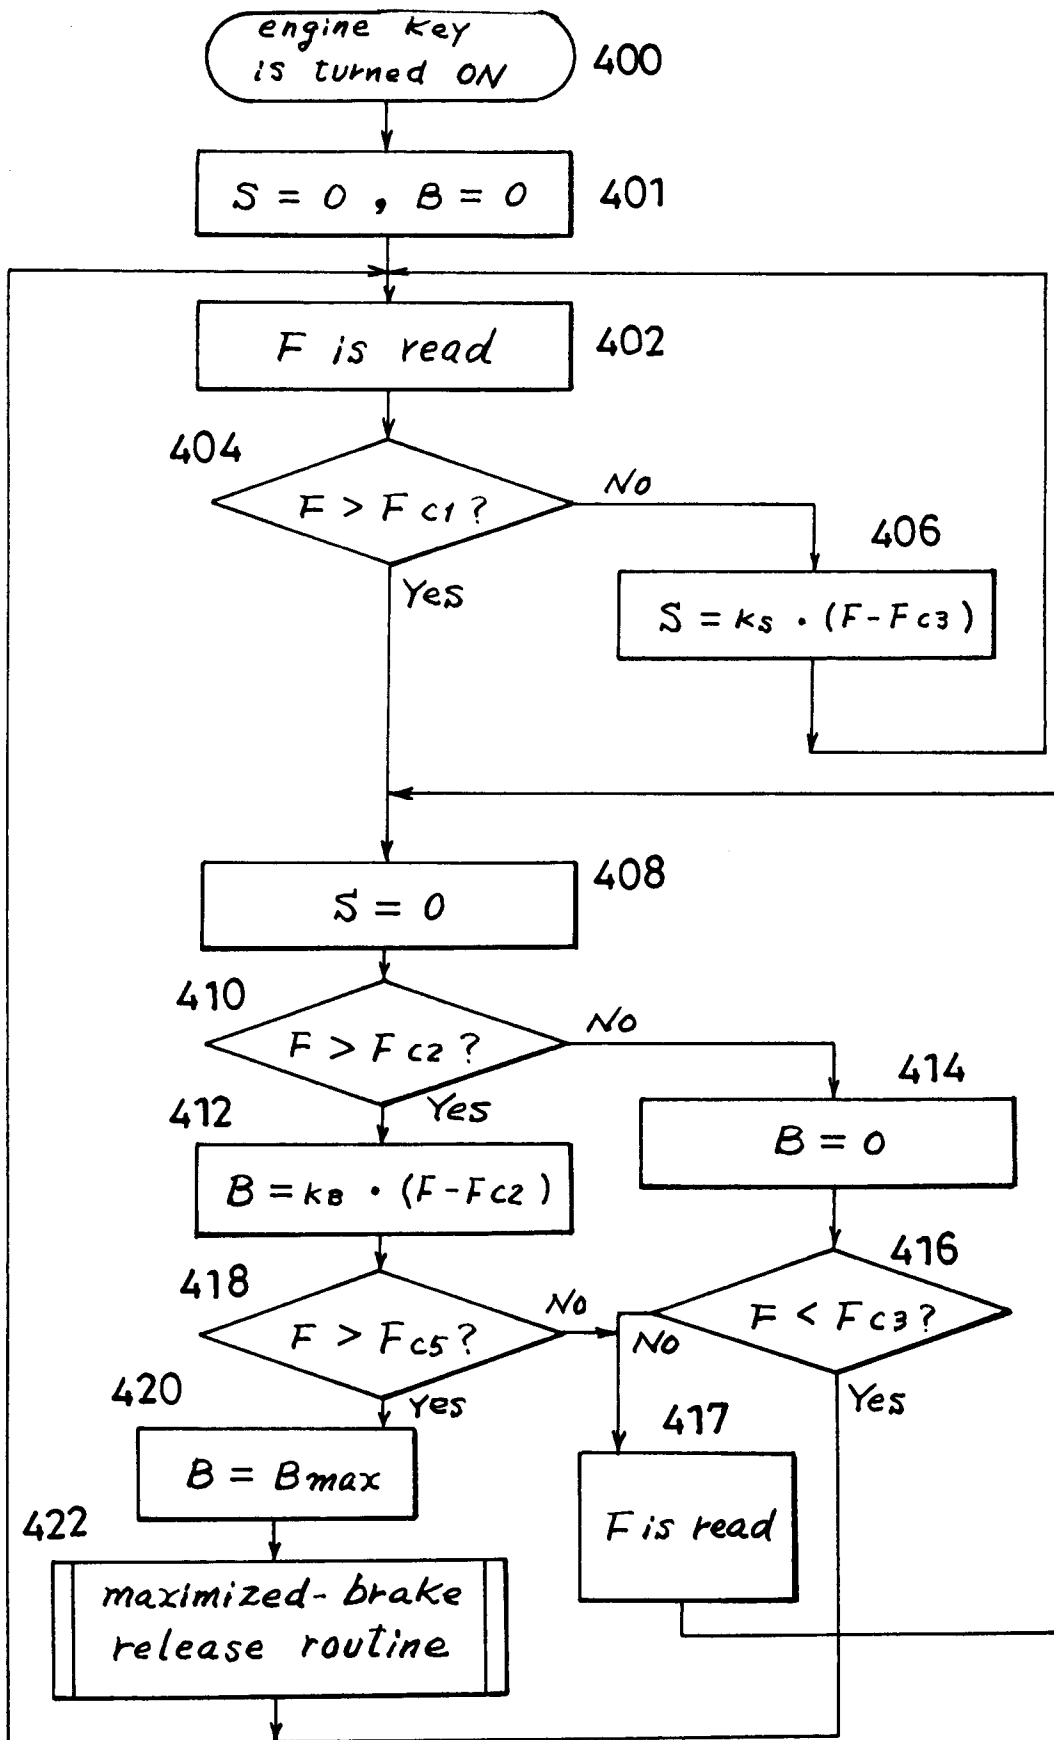 engine key
is turned ON
400
S = 0 , B = 0
401
F is read
402
404
F > Fc1 ?
No
Yes
406
S = ks · (F - Fc3)
S = 0
408
410
F > Fc2 ?
No
Yes
414
B = 0
412
B = kB · (F - Fc2)
416
F < Fc3 ?
No
Yes
418
F > Fc5 ?
No
Yes
417
F is read
420
B = Bmax
422
maximized-brake
release routine